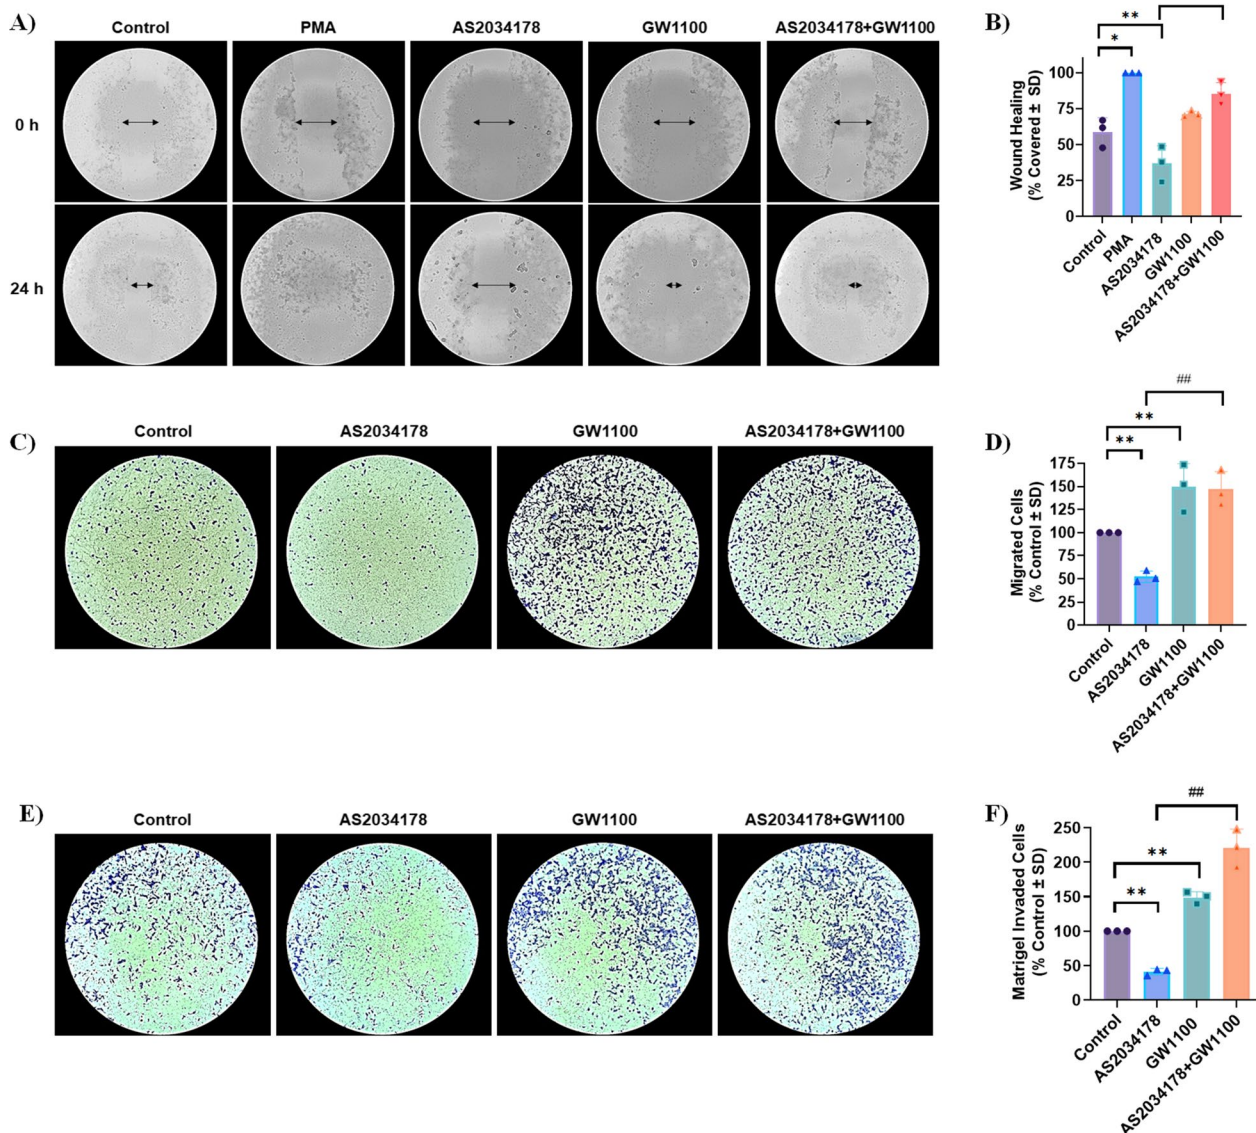 A)
Control PMA AS2034178 GW1100 AS2034178+GW1100
0 h
24 h
B)
**
*
Wound Healing
(% Covered ± SD)
100
75
50
25
0
Control
PMA
AS2034178
GW1100
AS2034178+GW1100
C)
Control AS2034178 GW1100 AS2034178+GW1100
D)
##
**
**
Migrated Cells
(% Control ± SD)
175
150
125
100
75
50
25
0
Control
AS2034178
GW1100
AS2034178+GW1100
E)
Control AS2034178 GW1100 AS2034178+GW1100
F)
##
**
**
Matrigel Invaded Cells
(% Control ± SD)
250
200
150
100
50
0
Control
AS2034178
GW1100
AS2034178+GW1100